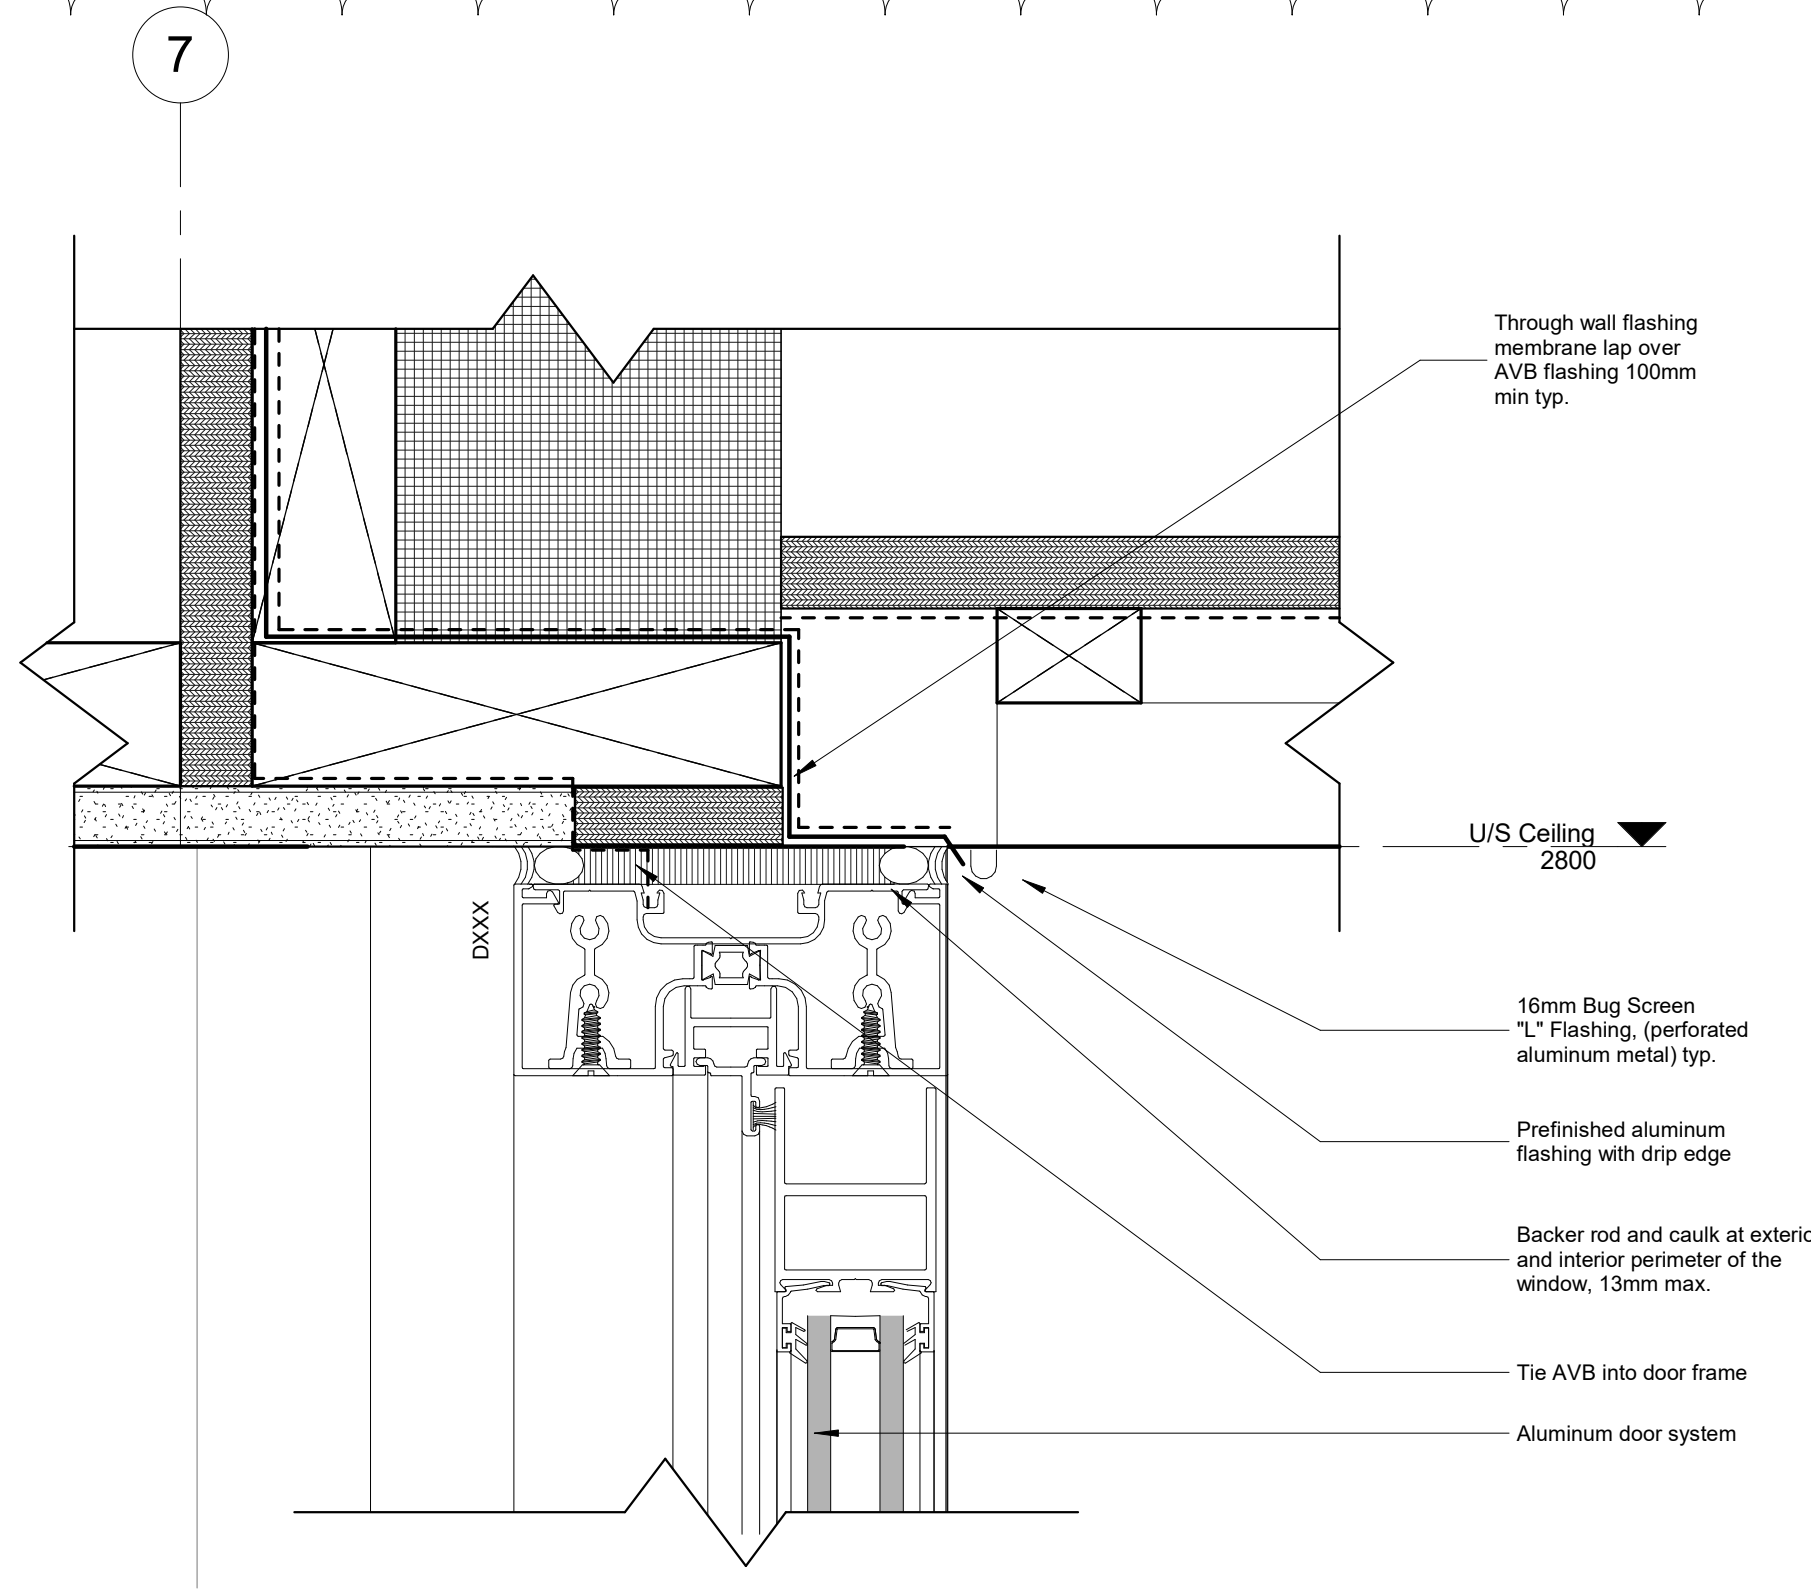 7
Through wall flashing
membrane lap over
AVB flashing 100mm
min typ.
U/S Ceiling
2800
DXXX
16mm Bug Screen
"L" Flashing, (perforated
aluminum metal) typ.
Prefinished aluminum
flashing with drip edge
Backer rod and caulk at exterio
and interior perimeter of the
window, 13mm max.
Tie AVB into door frame
Aluminum door system